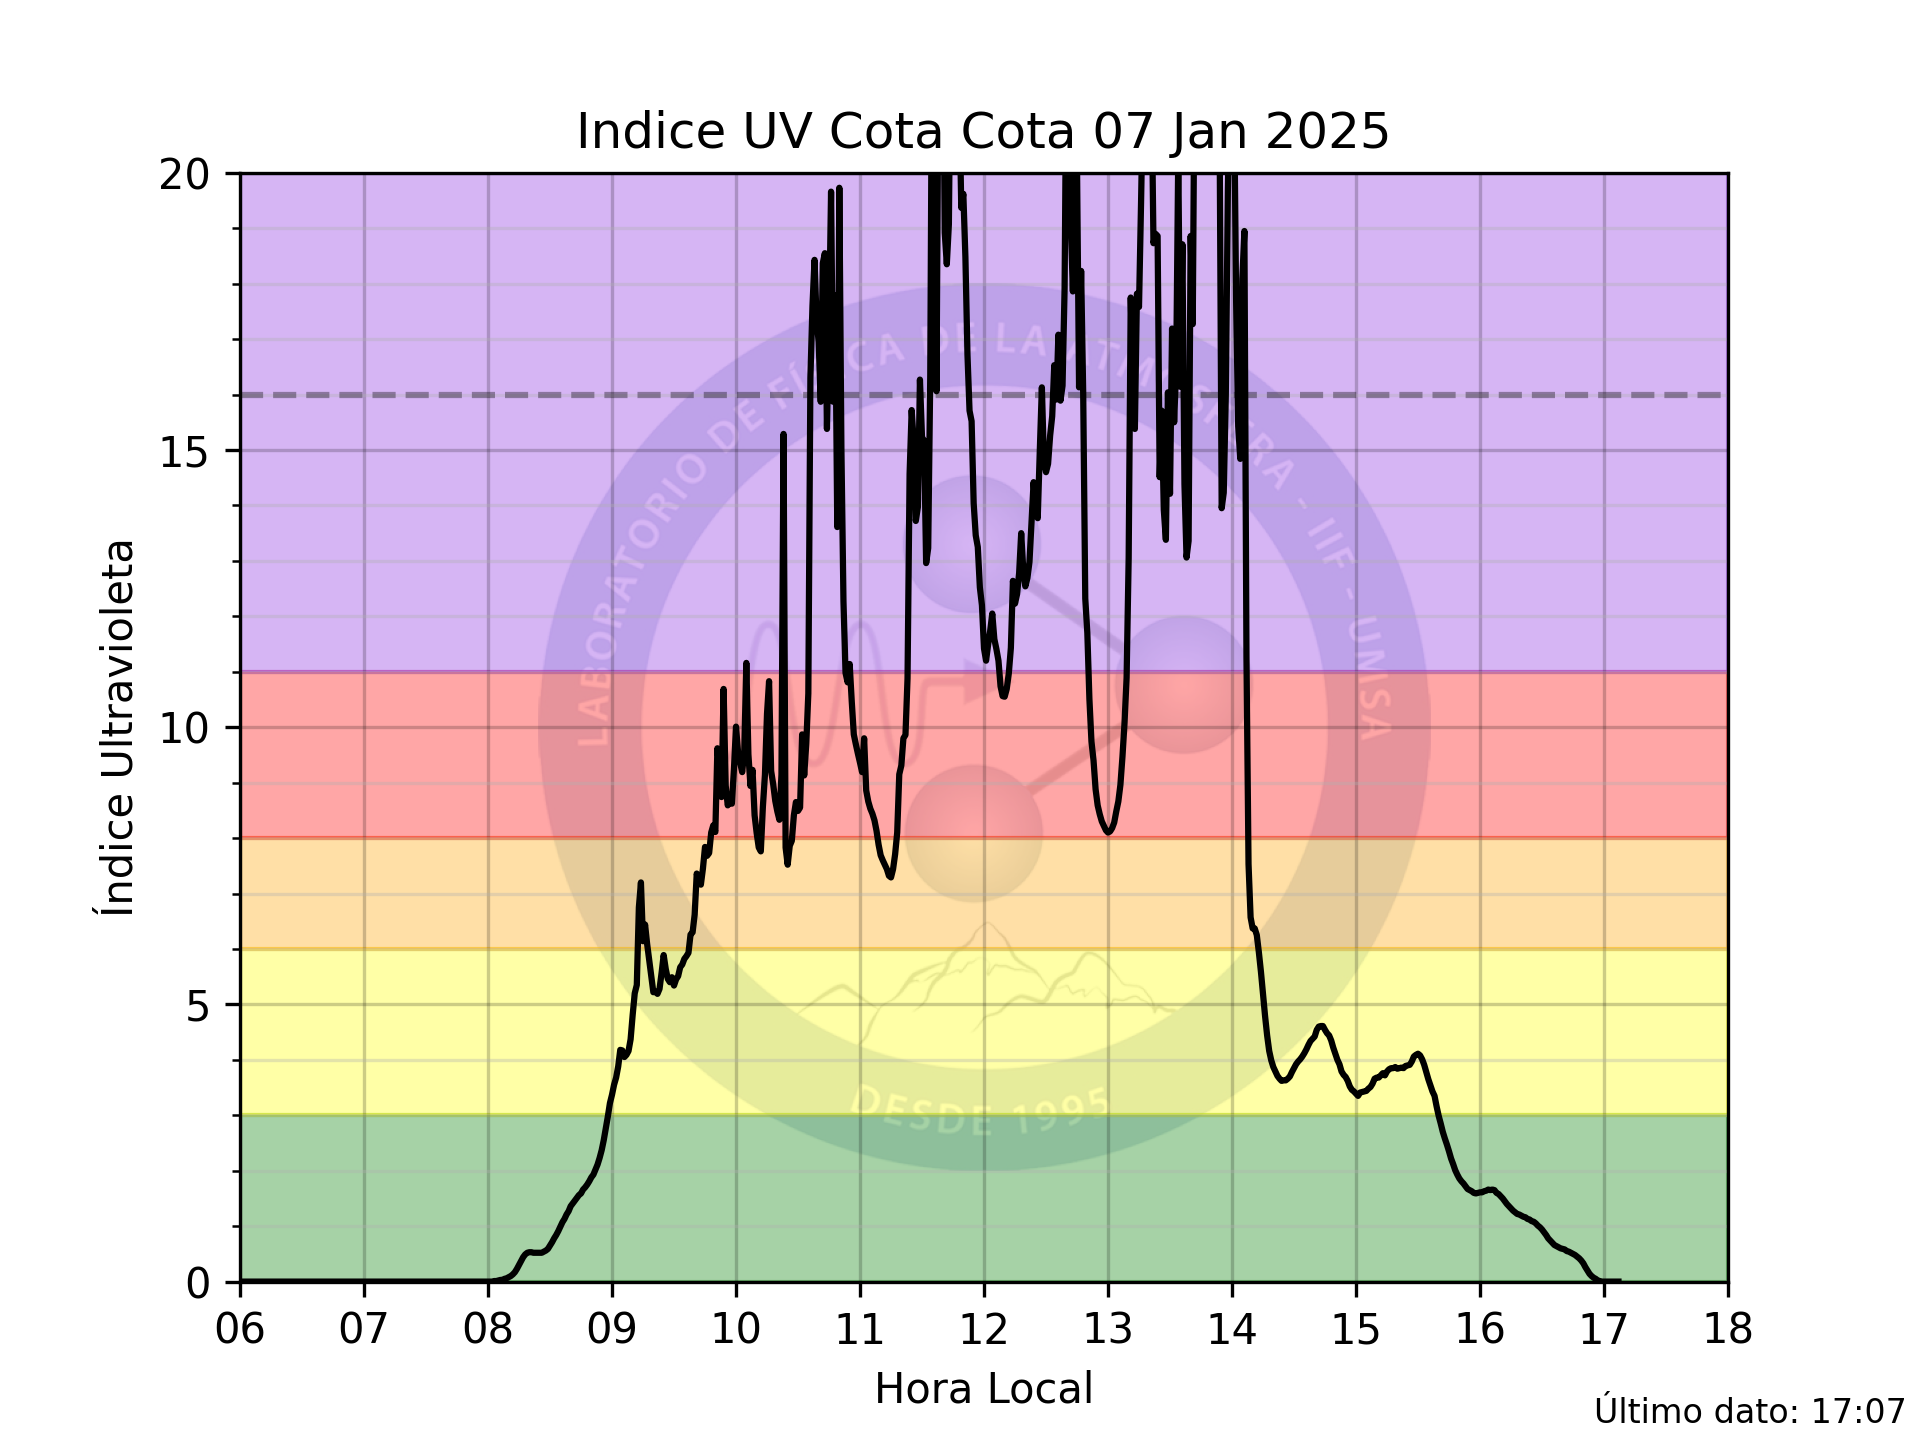 Indice UV Cota Cota 07 Jan 2025
20
15
10
5
0
Índice Ultravioleta
LABORATORIO DE FÍSICA DE LA ATMÓSFERA - IIF - UMSA
DESDE 1995
06 07 08 09 10 11 12 13 14 15 16 17 18
Hora Local
Último dato: 17:07